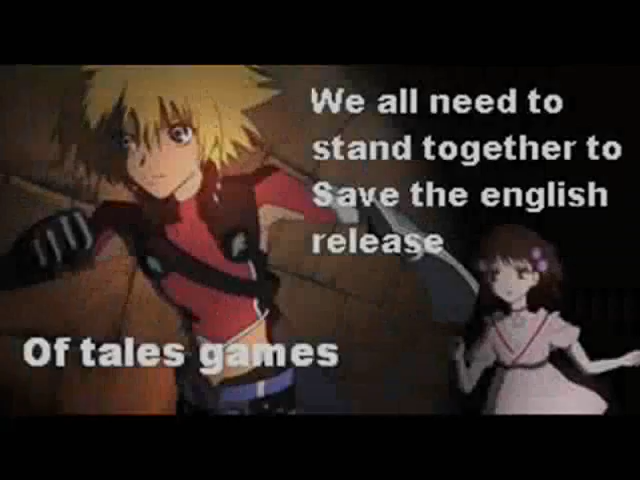 We all need to
stand together to
Save the english
release
Of tales games